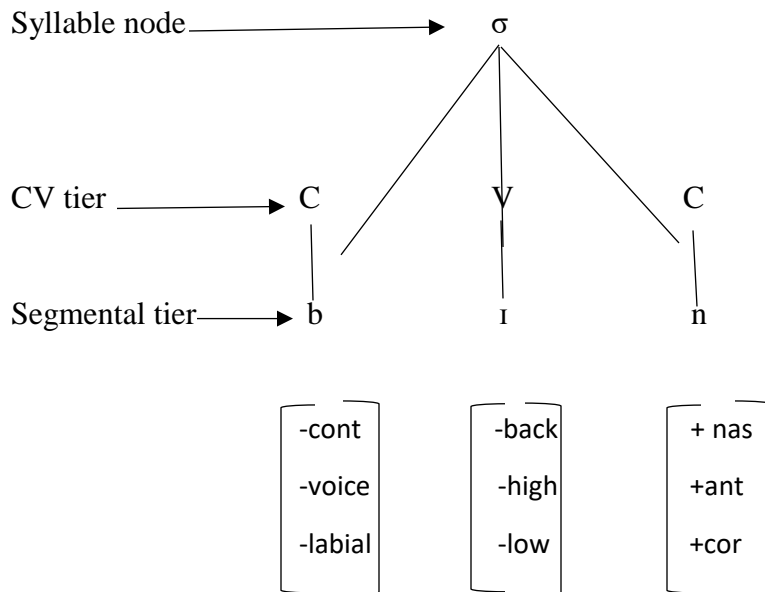 Syllable node σ
CV tier C V C
Segmental tier b ɪ n
-cont -back + nas
-voice -high +ant
-labial -low +cor